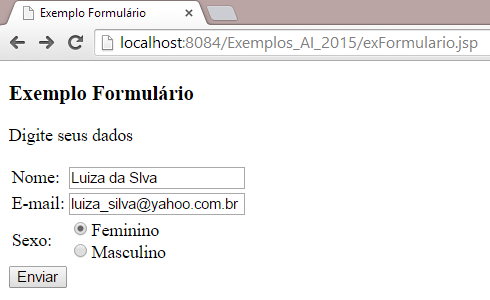 Exemplo Formulário
localhost:8084/Exemplos_AI_2015/exFormulario.jsp
Exemplo Formulário
Digite seus dados
Nome: Luiza da Slva
E-mail: luiza_silva@yahoo.com.br
Sexo:
Feminino
Masculino
Enviar